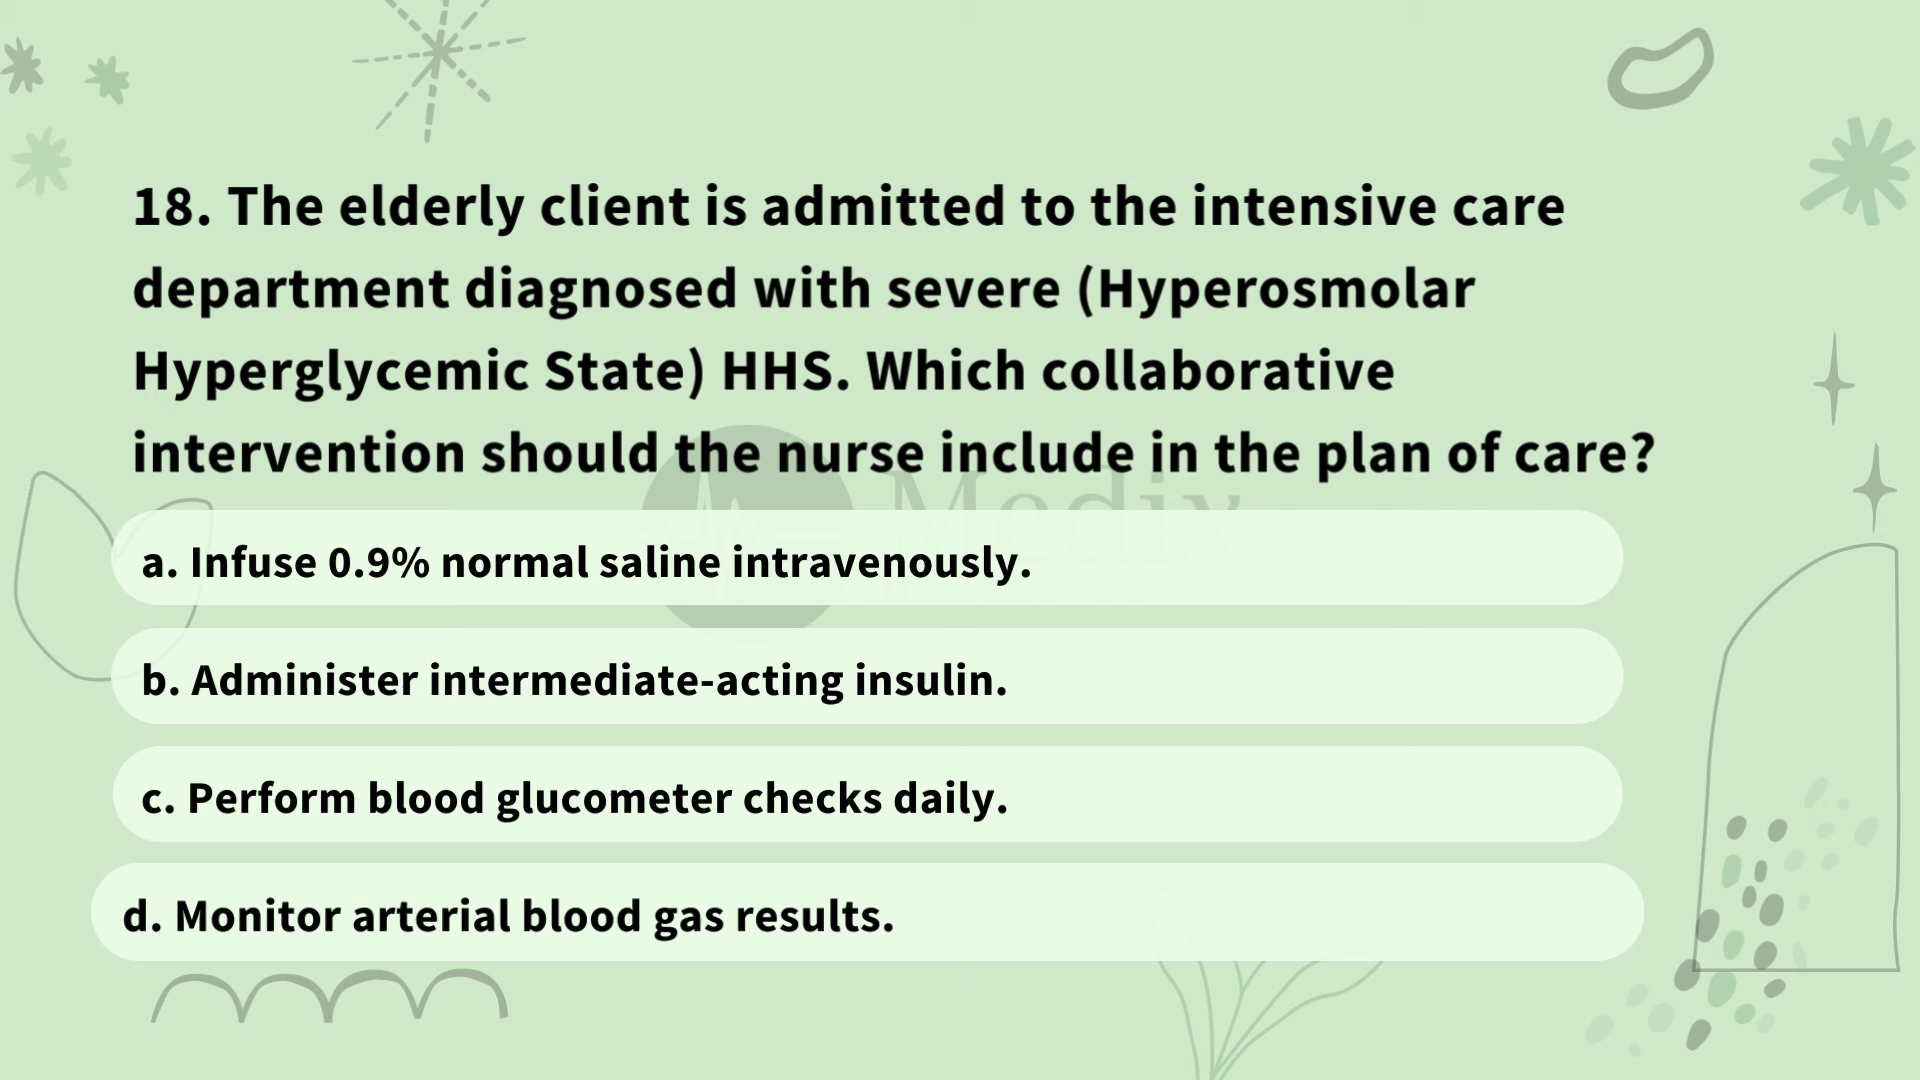 18. The elderly client is admitted to the intensive care
department diagnosed with severe (Hyperosmolar
Hyperglycemic State) HHS. Which collaborative
intervention should the nurse include in the plan of care?
Medix
a. Infuse 0.9% normal saline intravenously.
b. Administer intermediate-acting insulin.
c. Perform blood glucometer checks daily.
d. Monitor arterial blood gas results.